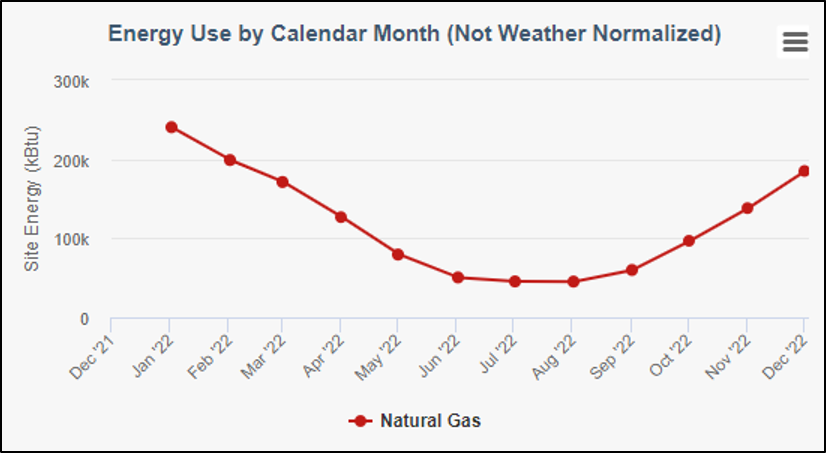 Energy Use by Calendar Month (Not Weather Normalized)
300k
200k
100k
0
Site Energy (kBtu)
Dec '21
Jan '22
Feb '22
Mar '22
Apr '22
May '22
Jun '22
Jul '22
Aug '22
Sep '22
Oct '22
Nov '22
Dec '22
Natural Gas